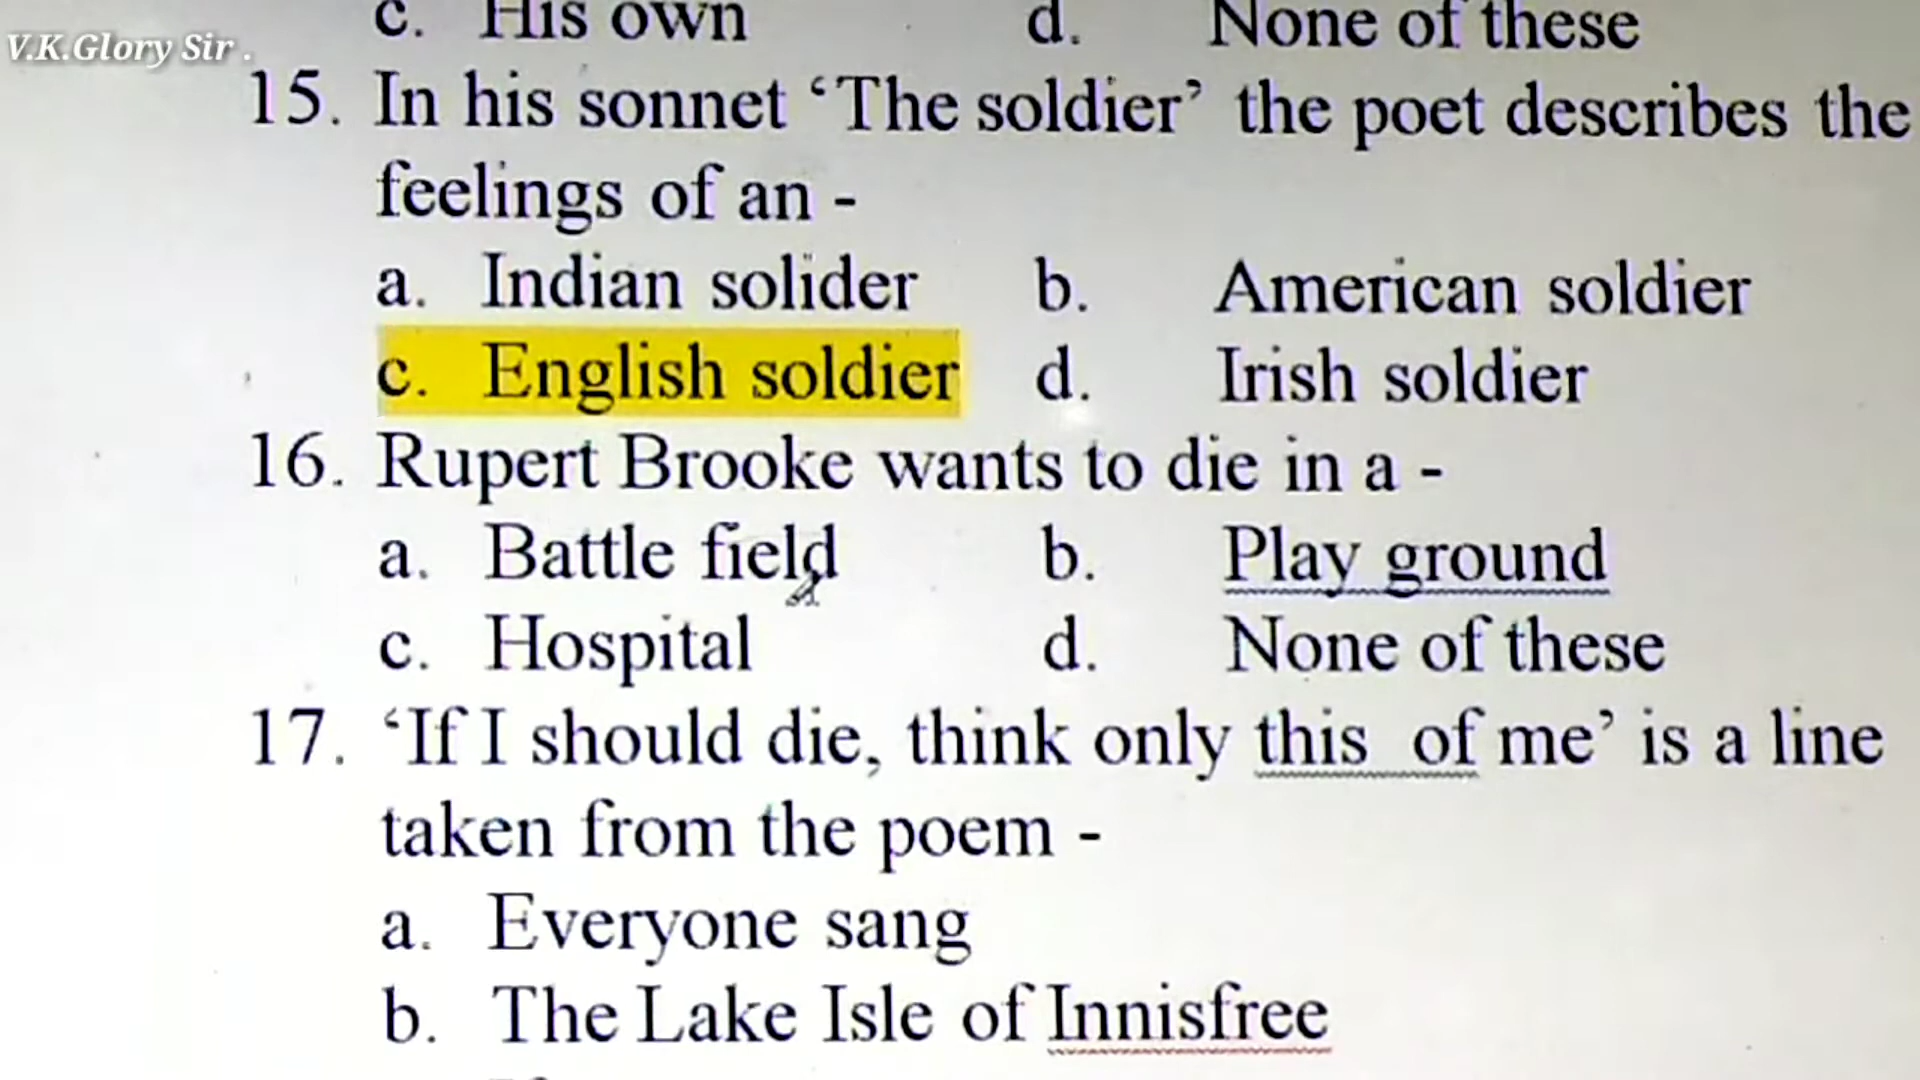 c. His own d. None of these
V.K.Glory Sir .
15. In his sonnet ‘The soldier’ the poet describes the
feelings of an -
a. Indian solider b. American soldier
c. English soldier d. Irish soldier
16. Rupert Brooke wants to die in a -
a. Battle field b. Play ground
c. Hospital d. None of these
17. ‘If I should die, think only this of me’ is a line
taken from the poem -
a. Everyone sang
b. The Lake Isle of Innisfree